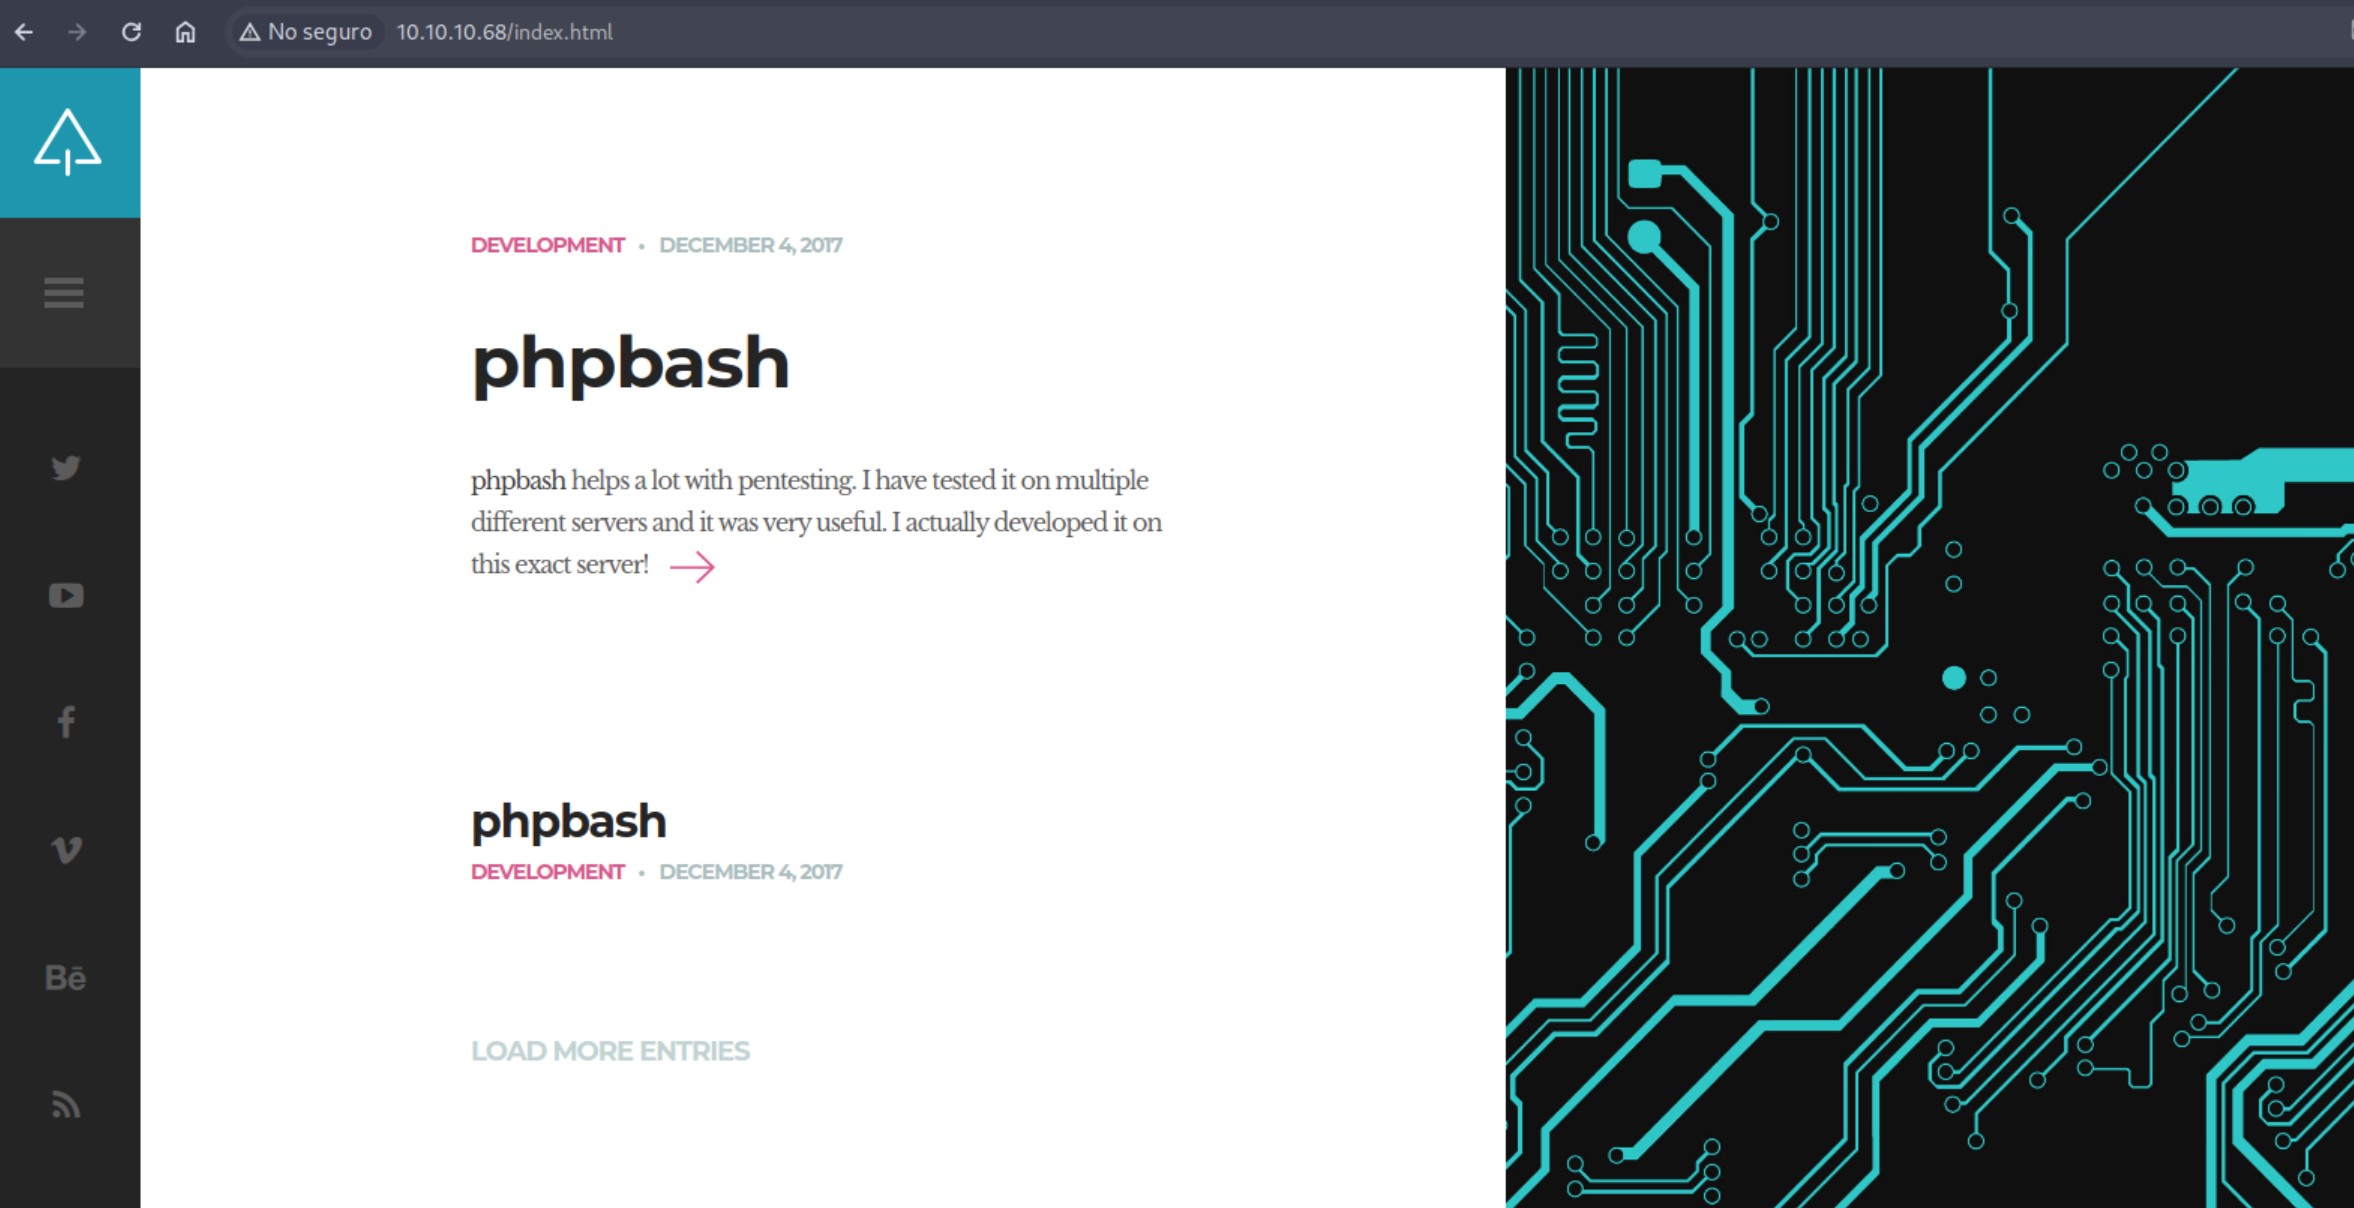 No seguro 10.10.10.68/index.html
DEVELOPMENT • DECEMBER 4, 2017
phpbash
phpbash helps a lot with pentesting. I have tested it on multiple
different servers and it was very useful. I actually developed it on
this exact server!
phpbash
DEVELOPMENT • DECEMBER 4, 2017
Bē
LOAD MORE ENTRIES